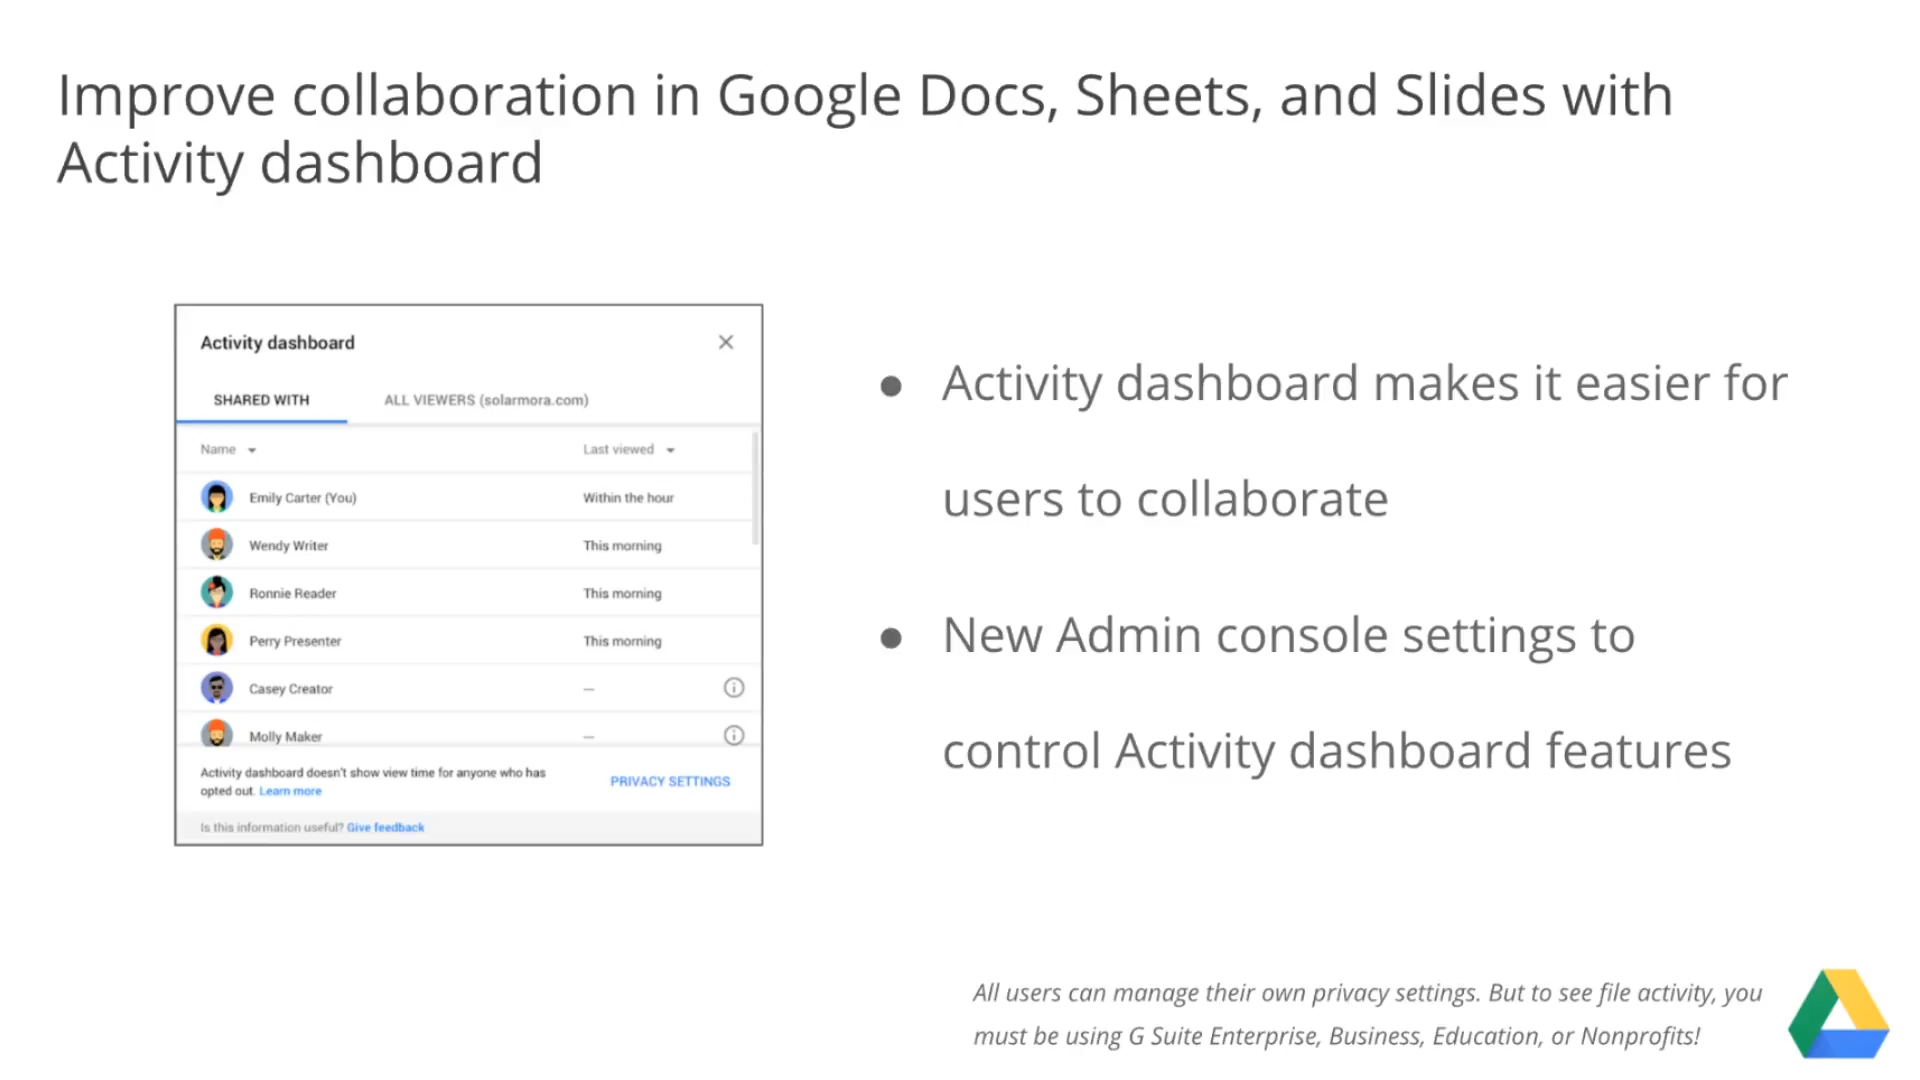 Improve collaboration in Google Docs, Sheets, and Slides with
Activity dashboard
Activity dashboard
SHARED WITH ALL VIEWERS (solarmora.com)
Name Last viewed
Emily Carter (You) Within the hour
Wendy Writer This morning
Ronnie Reader This morning
Perry Presenter This morning
Casey Creator —
Molly Maker —
Activity dashboard doesn't show view time for anyone who has
opted out. Learn more
PRIVACY SETTINGS
Is this information useful? Give feedback
● Activity dashboard makes it easier for
users to collaborate
● New Admin console settings to
control Activity dashboard features
All users can manage their own privacy settings. But to see file activity, you
must be using G Suite Enterprise, Business, Education, or Nonprofits!